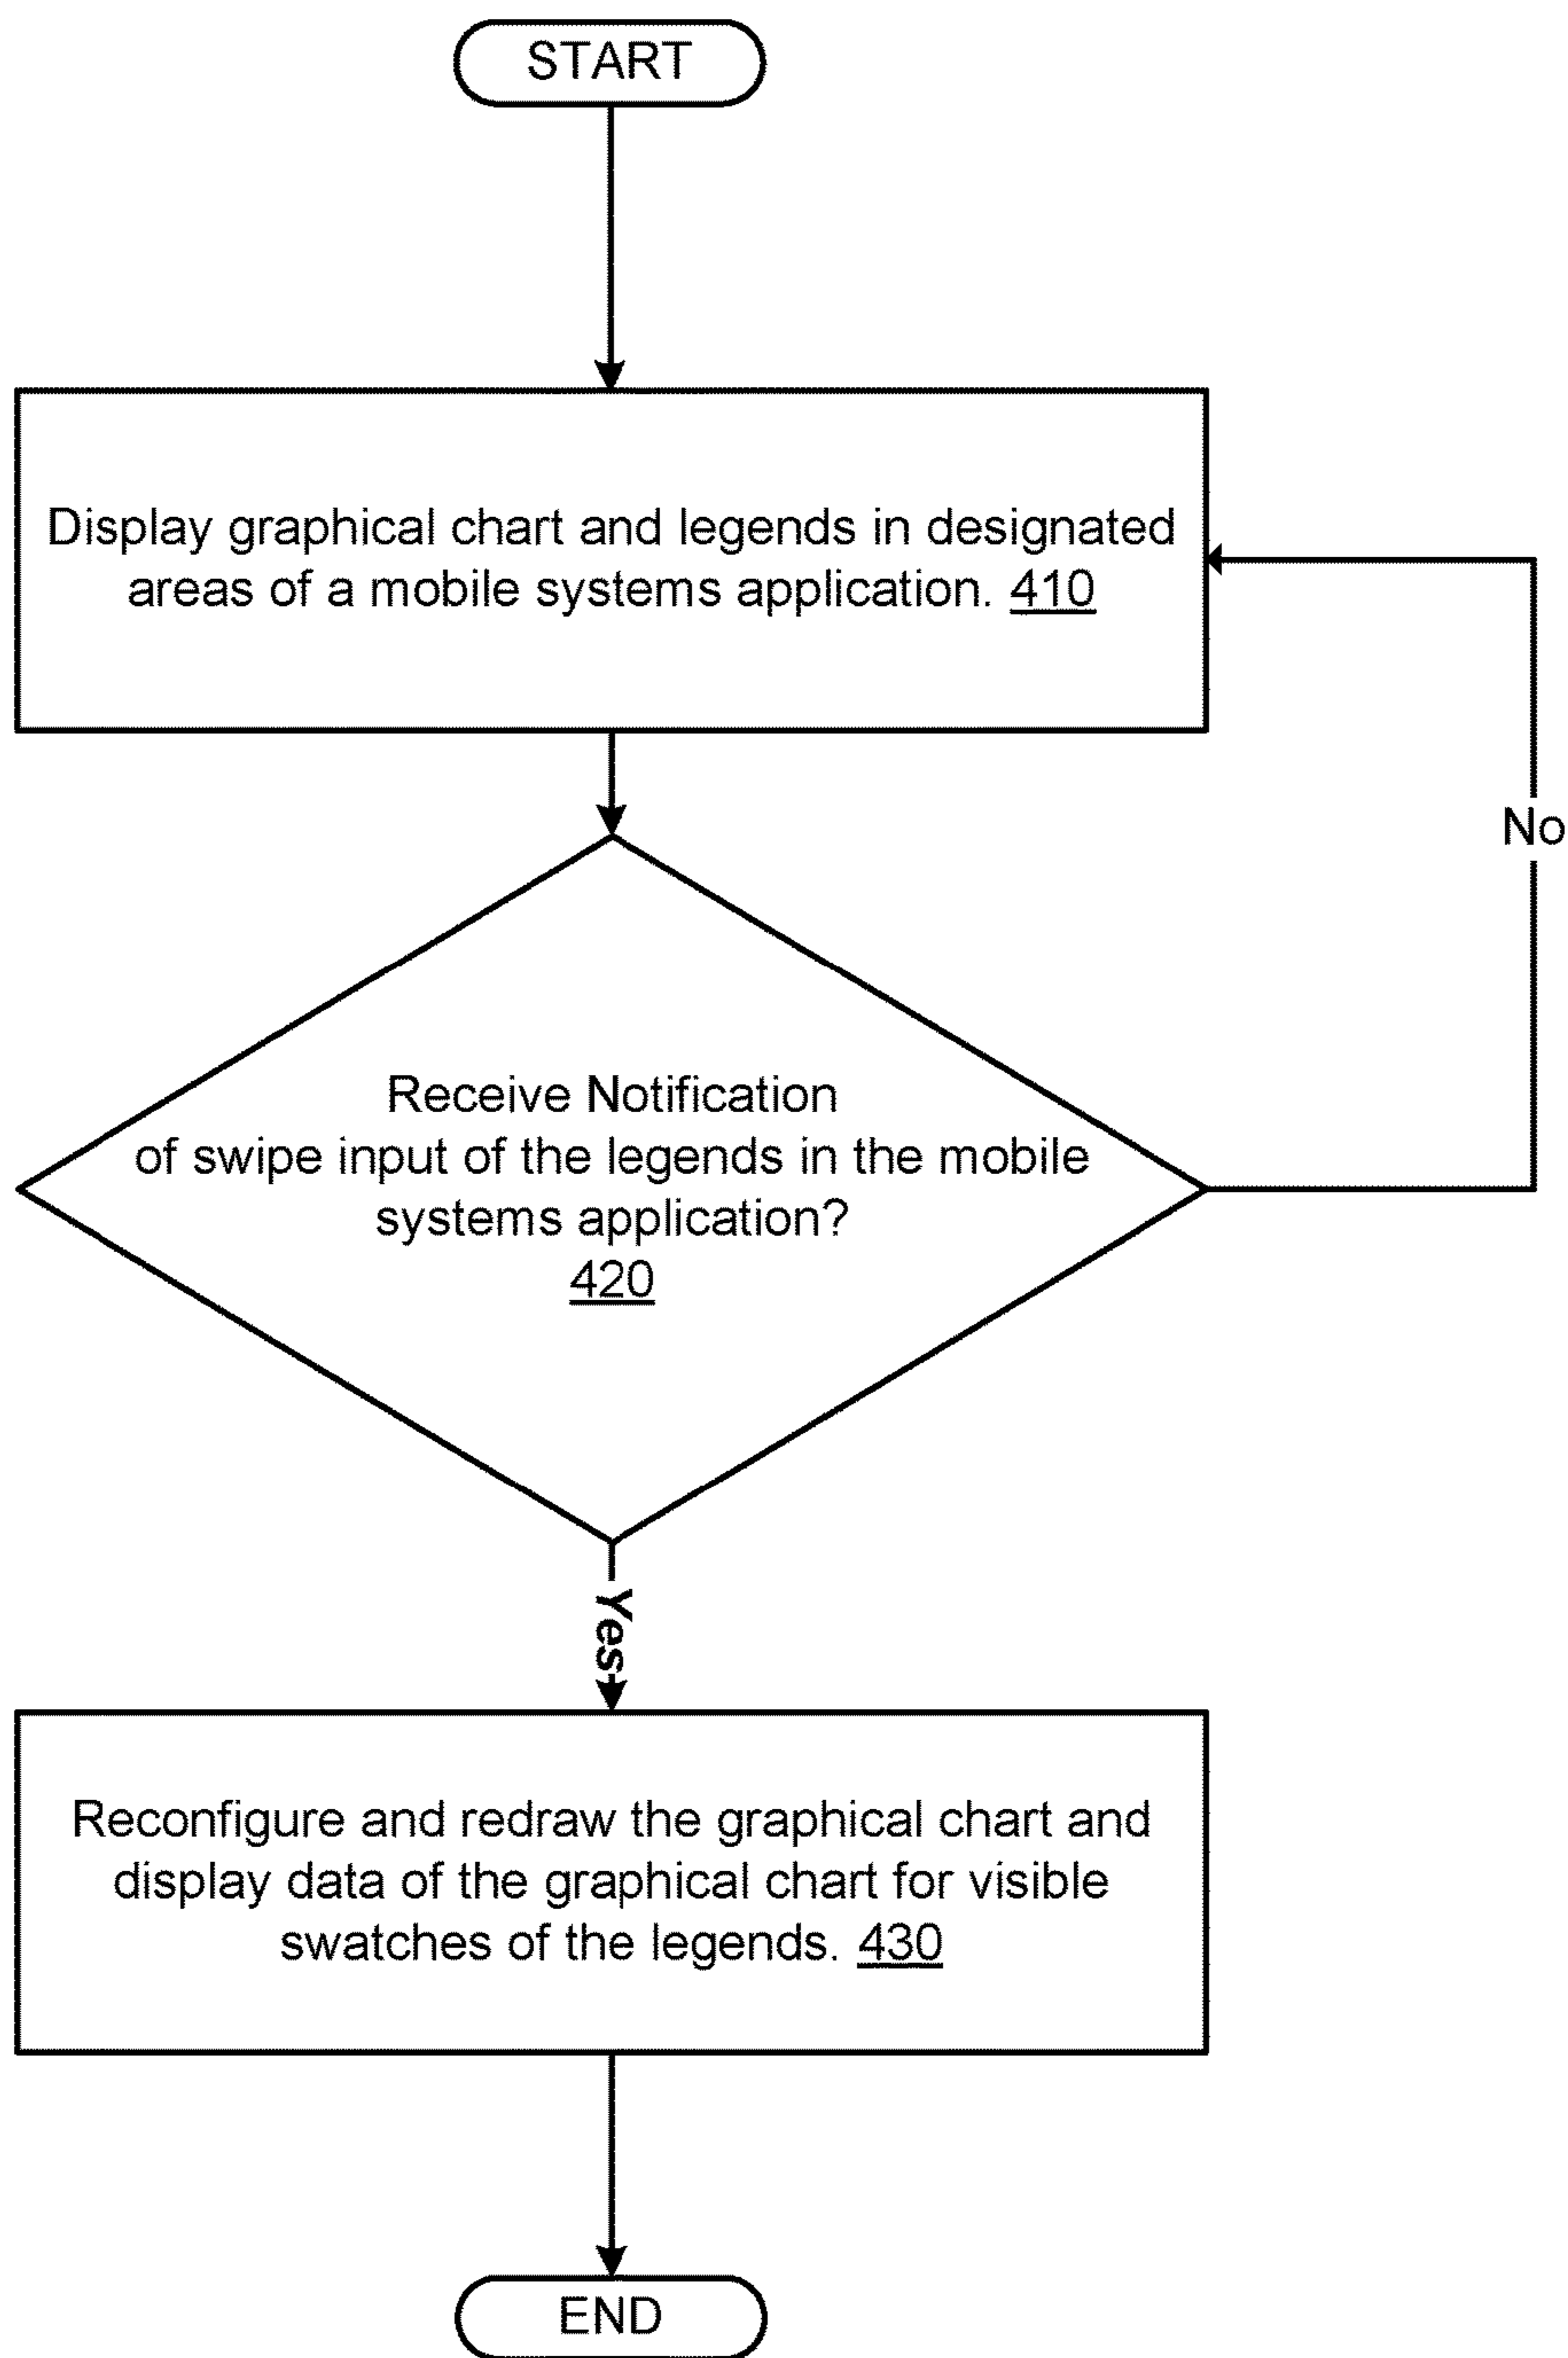 START
Display graphical chart and legends in designated
areas of a mobile systems application. 410
No
Receive Notification
of swipe input of the legends in the mobile
systems application?
420
Yes
Reconfigure and redraw the graphical chart and
display data of the graphical chart for visible
swatches of the legends. 430
END